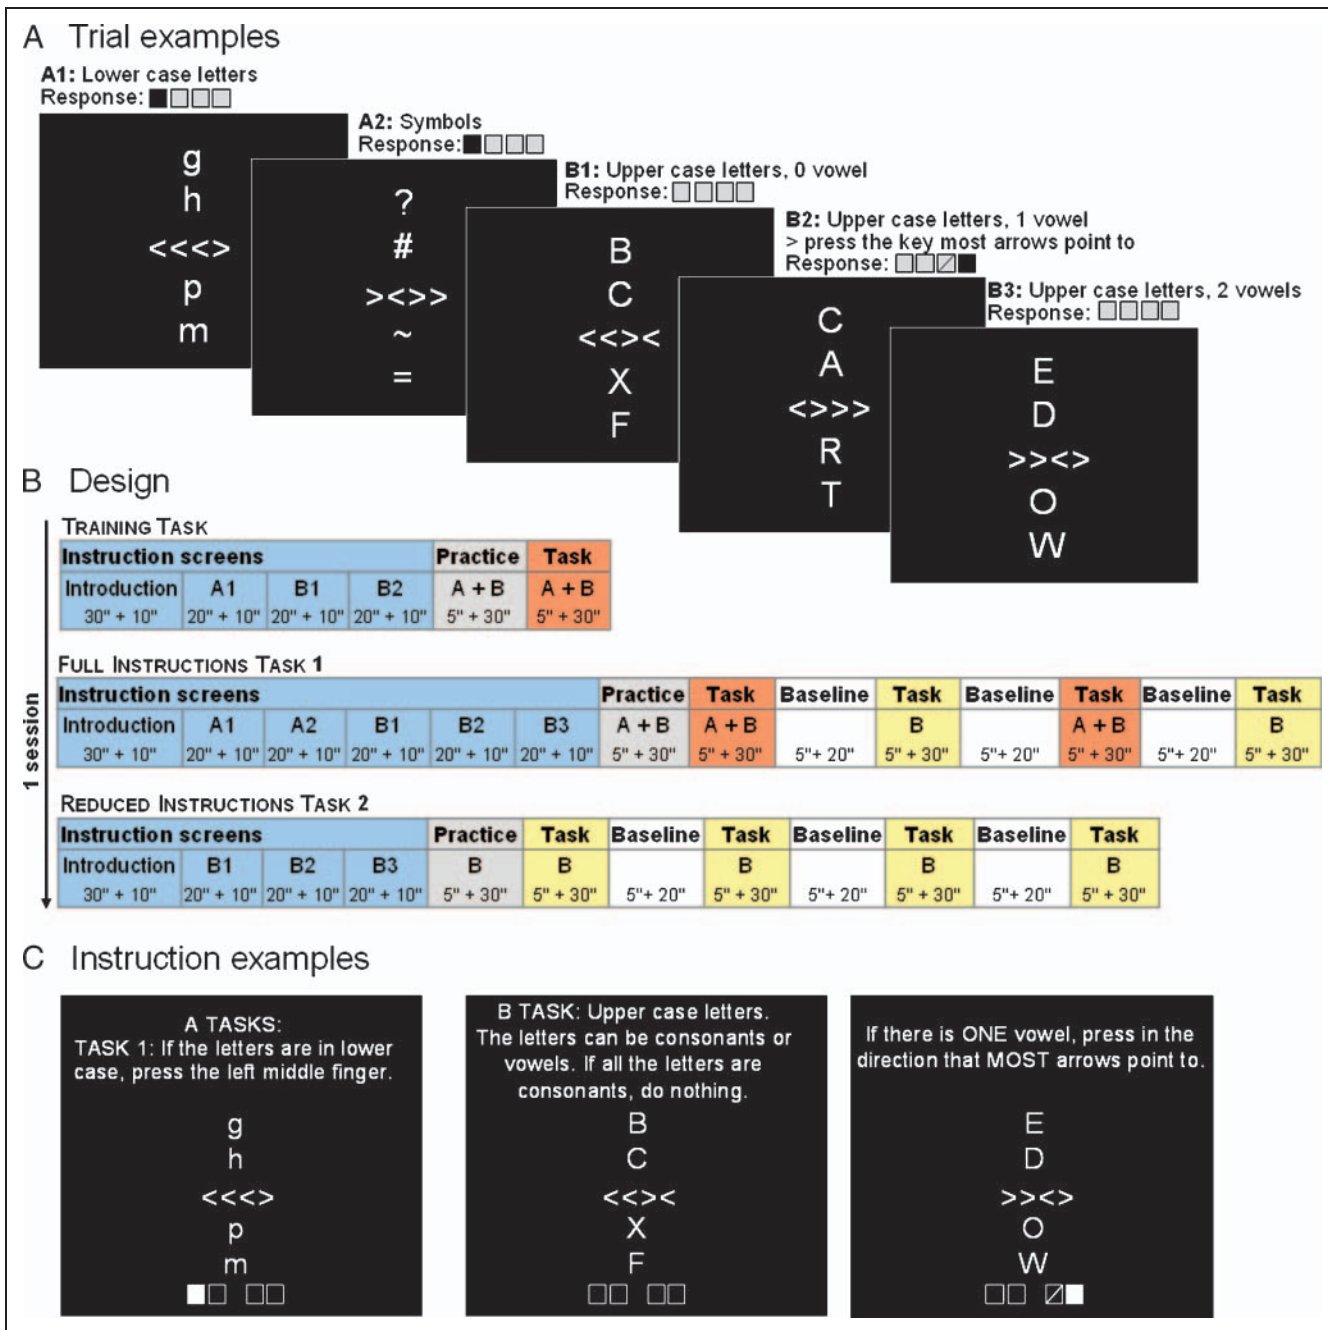 A Trial examples
A1: Lower case letters
Response:
g
h
<<<>
p
m
A2: Symbols
Response:
?
#
><>>
~
=
B1: Upper case letters, 0 vowel
Response:
B
C
<<><
X
F
B2: Upper case letters, 1 vowel
> press the key most arrows point to
Response:
C
A
<>>>
R
T
B3: Upper case letters, 2 vowels
Response:
E
D
>><>
O
W
B Design
1 session
TRAINING TASK
Instruction screens Practice Task
Introduction A1 B1 B2 A + B A + B
30" + 10" 20" + 10" 20" + 10" 20" + 10" 5" + 30" 5" + 30"
FULL INSTRUCTIONS TASK 1
Instruction screens Practice Task Baseline Task Baseline Task Baseline Task
Introduction A1 A2 B1 B2 B3 A + B A + B B A + B B
30" + 10" 20" + 10" 20" + 10" 20" + 10" 20" + 10" 20" + 10" 5" + 30" 5" + 30" 5"+ 20" 5" + 30" 5"+ 20" 5" + 30" 5"+ 20" 5" + 30"
REDUCED INSTRUCTIONS TASK 2
Instruction screens Practice Task Baseline Task Baseline Task Baseline Task
Introduction B1 B2 B3 B B B B B
30" + 10" 20" + 10" 20" + 10" 20" + 10" 5" + 30" 5" + 30" 5"+ 20" 5" + 30" 5"+ 20" 5" + 30" 5"+ 20" 5" + 30"
C Instruction examples
A TASKS:
TASK 1: If the letters are in lower
case, press the left middle finger.
g
h
<<<>
p
m
B TASK: Upper case letters.
The letters can be consonants or
vowels. If all the letters are
consonants, do nothing.
B
C
<<><
X
F
If there is ONE vowel, press in the
direction that MOST arrows point to.
E
D
>><>
O
W